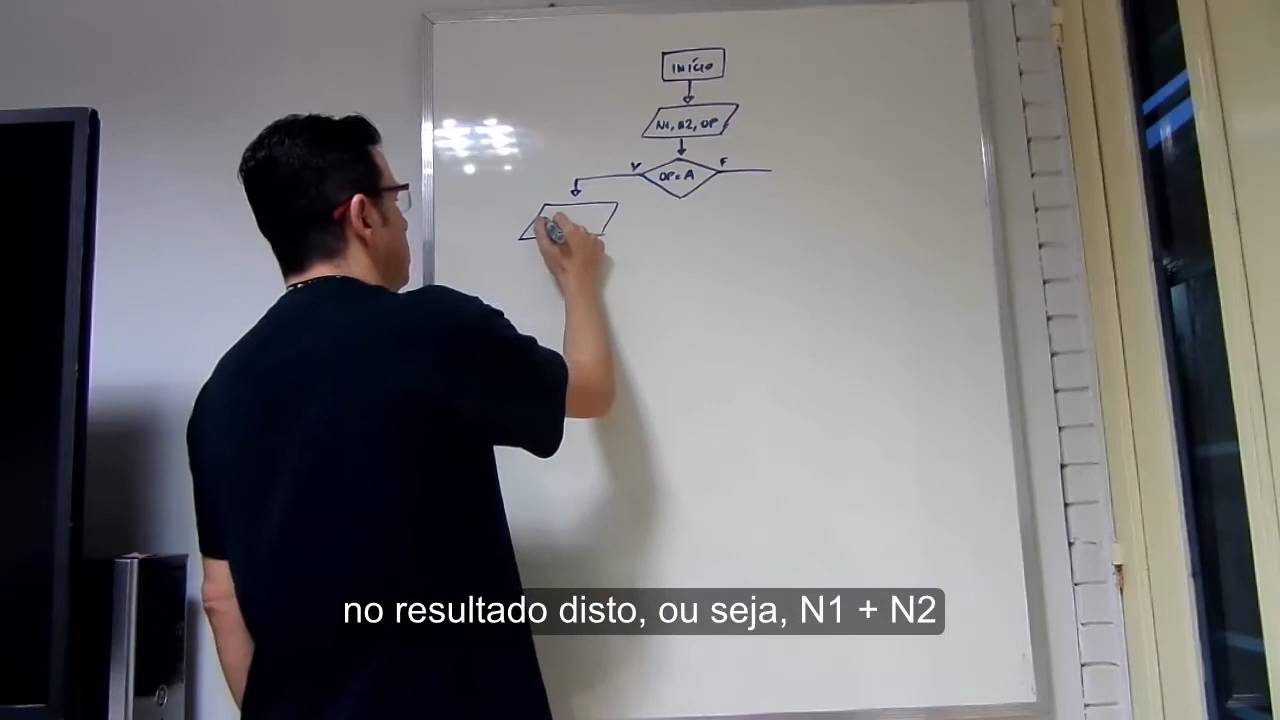 INÍCIO
N1, N2, OP
V F
OP = A
no resultado disto, ou seja, N1 + N2